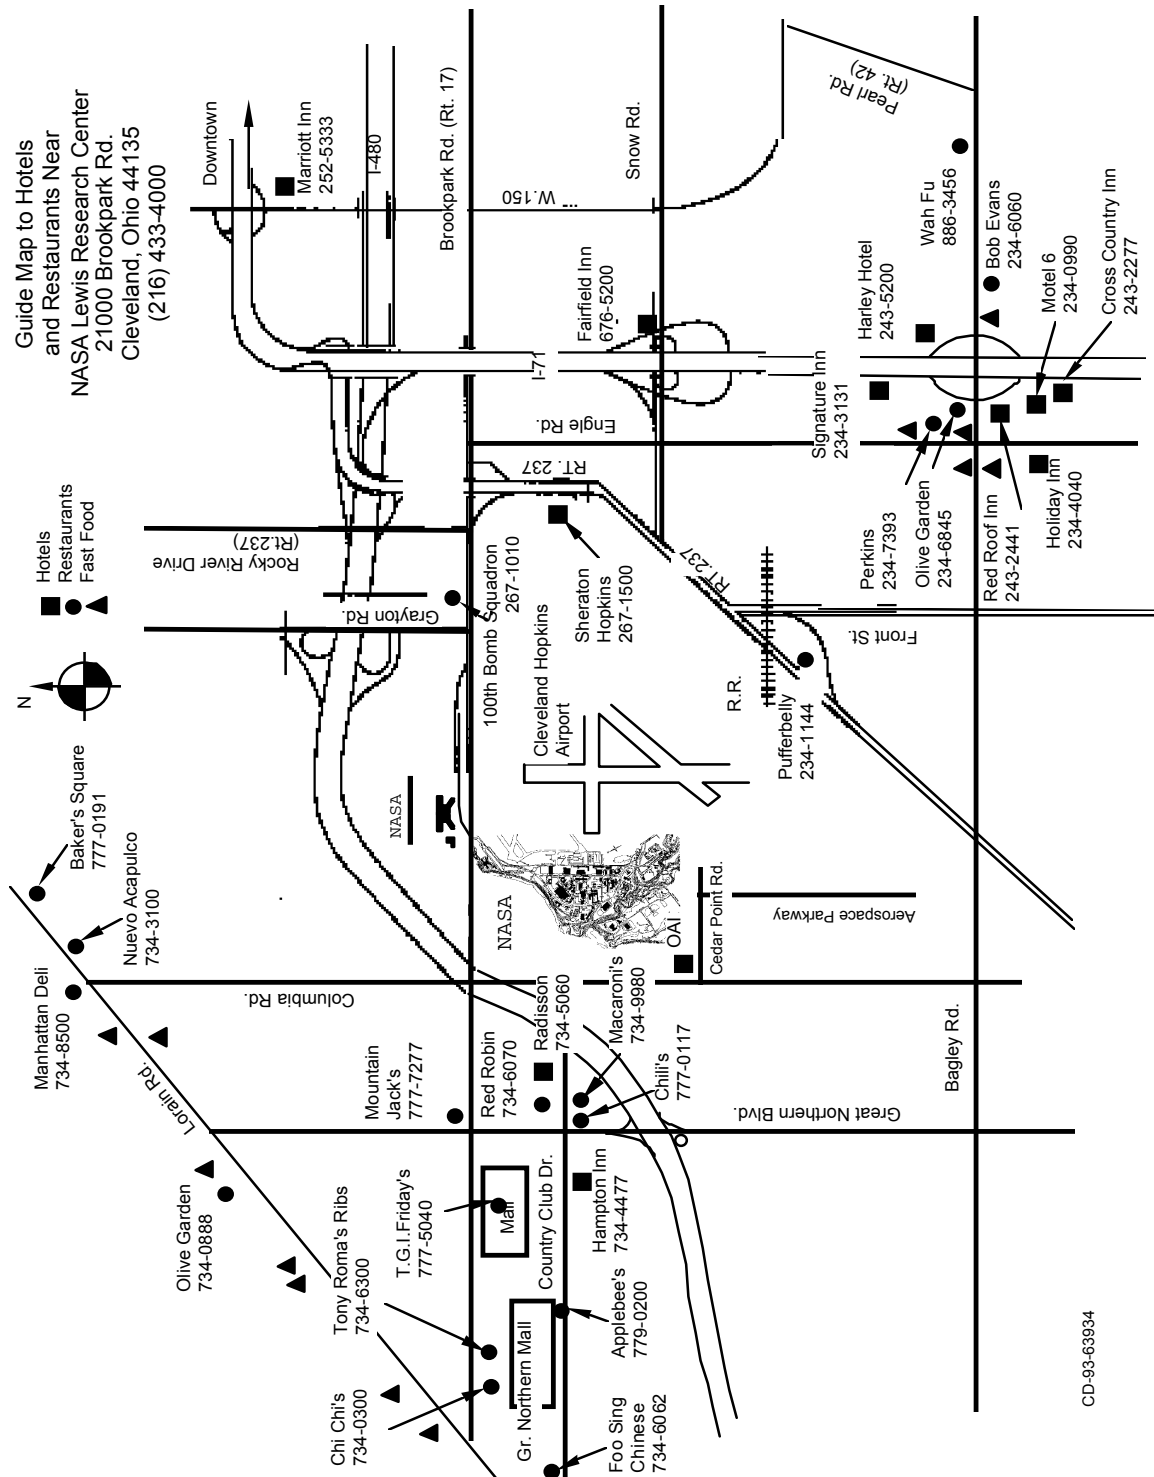 Guide Map to Hotels
and Restaurants Near
NASA Lewis Research Center
21000 Brookpark Rd.
Cleveland, Ohio 44135
(216) 433-4000
Hotels
Restaurants
Fast Food
N
Downtown
Marriott Inn
252-5333
I-480
Brookpark Rd. (Rt. 17)
W.150
Snow Rd.
Pearl Rd.
(Rt. 42)
Fairfield Inn
676-5200
I-71
Engle Rd.
RT. 237
RT.237
Rocky River Drive
(Rt.237)
Grayton Rd.
100th Bomb Squadron
267-1010
Sheraton
Hopkins
267-1500
Cleveland Hopkins
Airport
R.R.
Pufferbelly
234-1144
Front St.
Signature Inn
234-3131
Harley Hotel
243-5200
Wah Fu
886-3456
Bob Evans
234-6060
Motel 6
234-0990
Cross Country Inn
243-2277
Perkins
234-7393
Olive Garden
234-6845
Red Roof Inn
243-2441
Holiday Inn
234-4040
Baker's Square
777-0191
Nuevo Acapulco
734-3100
Manhattan Deli
734-8500
Lorain Rd.
Columbia Rd.
NASA
NASA
OAI
Cedar Point Rd.
Aerospace Parkway
Bagley Rd.
Great Northern Blvd.
Mountain
Jack's
777-7277
Red Robin
734-6070
Radisson
734-5060
Macaroni's
734-9980
Chili's
777-0117
Olive Garden
734-0888
Tony Roma's Ribs
734-6300
T.G.I.Friday's
777-5040
Mall
Country Club Dr.
Hampton Inn
734-4477
Chi Chi's
734-0300
Gr. Northern Mall
Applebee's
779-0200
Foo Sing
Chinese
734-6062
CD-93-63934